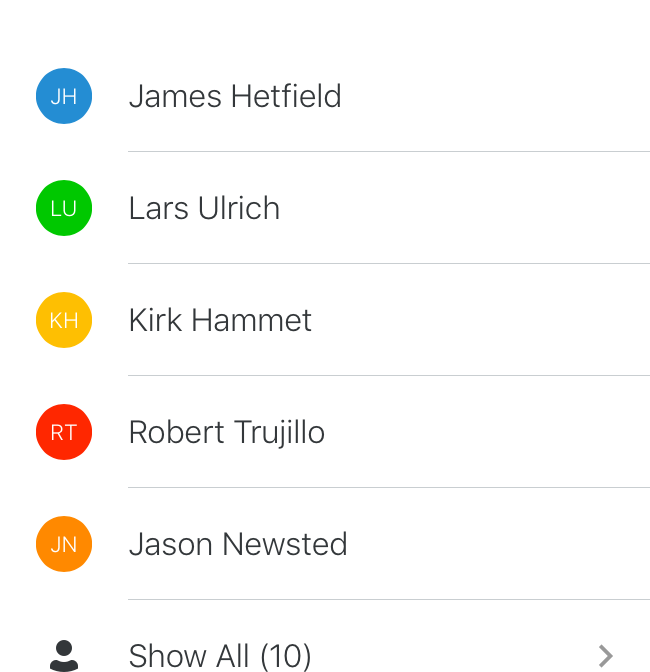 JH James Hetfield
LU Lars Ulrich
KH Kirk Hammet
RT Robert Trujillo
JN Jason Newsted
Show All (10)